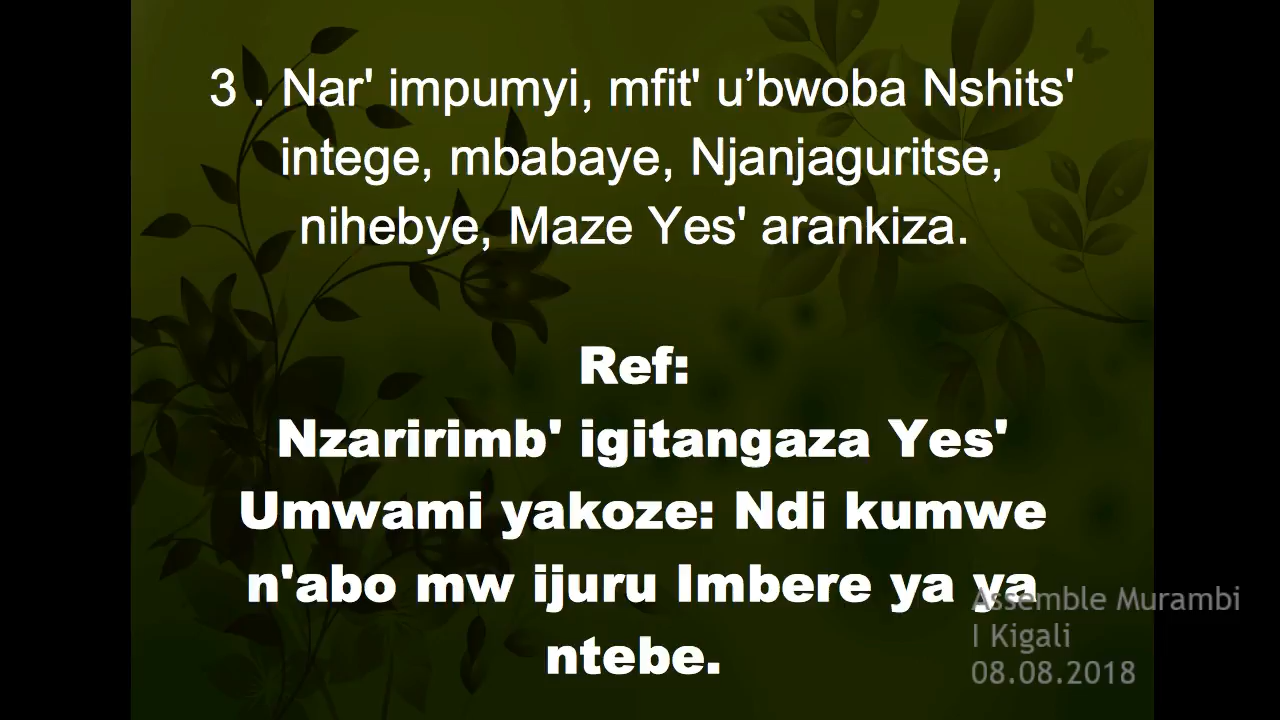 3 . Nar' impumyi, mfit' u’bwoba Nshits'
intege, mbabaye, Njanjaguritse,
nihebye, Maze Yes' arankiza.
Ref:
Nzaririmb' igitangaza Yes'
Umwami yakoze: Ndi kumwe
n'abo mw ijuru Imbere ya ya
ntebe.
Assemble Murambi
I Kigali
08.08.2018